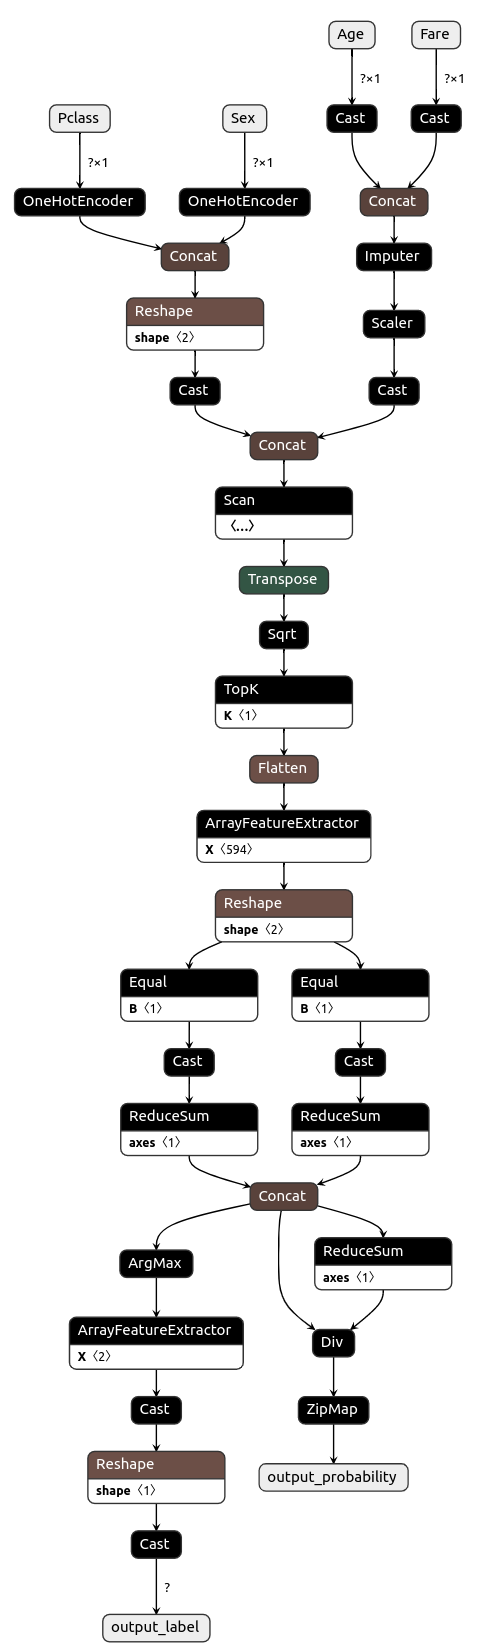 Age
Fare
?×1
?×1
Pclass
Sex
Cast
Cast
?×1
?×1
OneHotEncoder
OneHotEncoder
Concat
Concat
Imputer
Reshape
shape〈2〉
Scaler
Cast
Cast
Concat
Scan
〈...〉
Transpose
Sqrt
TopK
K〈1〉
Flatten
ArrayFeatureExtractor
X〈594〉
Reshape
shape〈2〉
Equal
B〈1〉
Equal
B〈1〉
Cast
Cast
ReduceSum
axes〈1〉
ReduceSum
axes〈1〉
Concat
ArgMax
ReduceSum
axes〈1〉
ArrayFeatureExtractor
X〈2〉
Div
Cast
ZipMap
Reshape
shape〈1〉
output_probability
Cast
?
output_label